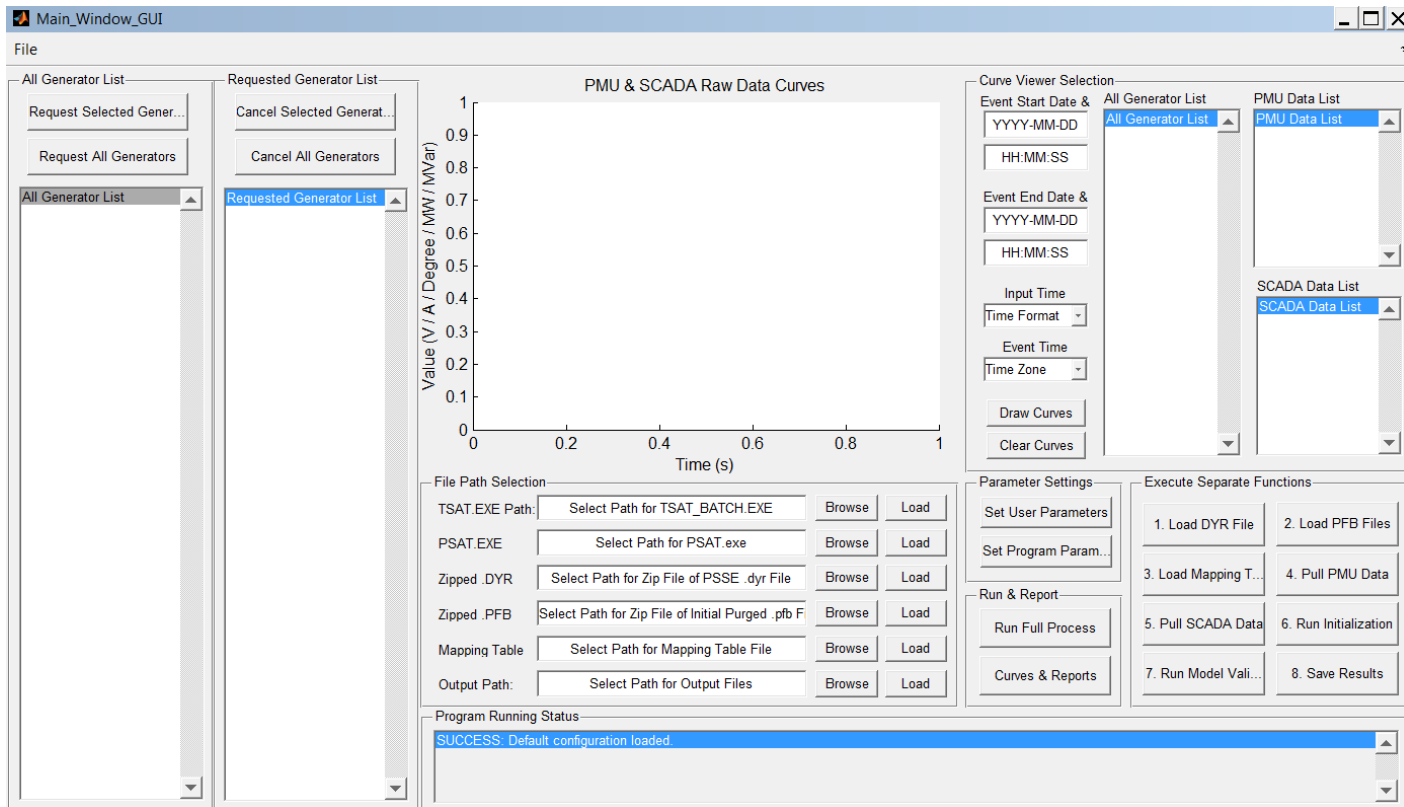 Main_Window_GUI
File
All Generator List
Request Selected Gener...
Request All Generators
All Generator List
Requested Generator List
Cancel Selected Generat...
Cancel All Generators
Requested Generator List
PMU & SCADA Raw Data Curves
Value (V / A / Degree / MW / MVar)
1
0.9
0.8
0.7
0.6
0.5
0.4
0.3
0.2
0.1
0
0 0.2 0.4 0.6 0.8 1
Time (s)
Curve Viewer Selection
Event Start Date &
YYYY-MM-DD
HH:MM:SS
Event End Date &
YYYY-MM-DD
HH:MM:SS
Input Time
Time Format
Event Time
Time Zone
Draw Curves
Clear Curves
All Generator List
All Generator List
PMU Data List
PMU Data List
SCADA Data List
SCADA Data List
File Path Selection
TSAT.EXE Path: Select Path for TSAT_BATCH.EXE Browse Load
PSAT.EXE Select Path for PSAT.exe Browse Load
Zipped .DYR Select Path for Zip File of PSSE .dyr File Browse Load
Zipped .PFB Select Path for Zip File of Initial Purged .pfb Fi Browse Load
Mapping Table Select Path for Mapping Table File Browse Load
Output Path: Select Path for Output Files Browse Load
Parameter Settings
Set User Parameters
Set Program Param...
Run & Report
Run Full Process
Curves & Reports
Execute Separate Functions
1. Load DYR File 2. Load PFB Files
3. Load Mapping T... 4. Pull PMU Data
5. Pull SCADA Data 6. Run Initialization
7. Run Model Vali... 8. Save Results
Program Running Status
SUCCESS: Default configuration loaded.